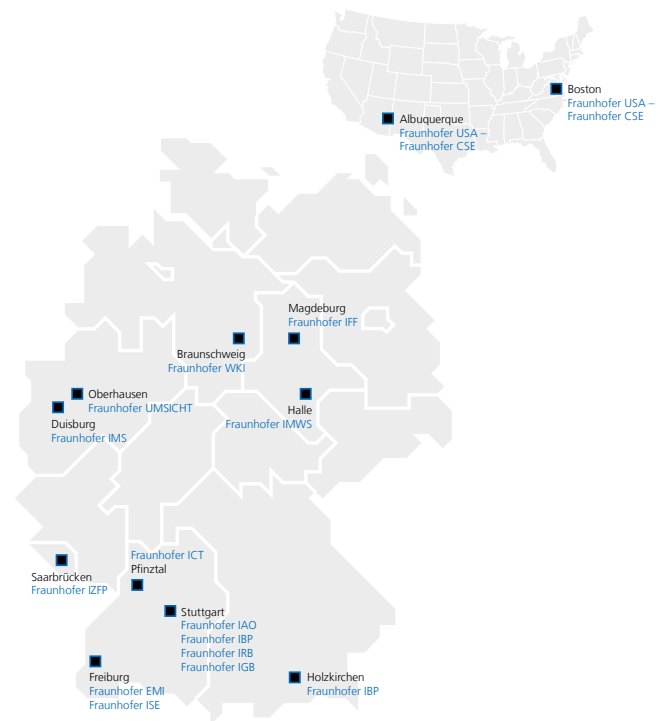 Boston
Fraunhofer USA –
Fraunhofer CSE
Albuquerque
Fraunhofer USA –
Fraunhofer CSE
Magdeburg
Fraunhofer IFF
Braunschweig
Fraunhofer WKI
Oberhausen
Fraunhofer UMSICHT
Duisburg
Fraunhofer IMS
Halle
Fraunhofer IMWS
Fraunhofer ICT
Pfinztal
Saarbrücken
Fraunhofer IZFP
Stuttgart
Fraunhofer IAO
Fraunhofer IBP
Fraunhofer IRB
Fraunhofer IGB
Freiburg
Fraunhofer EMI
Fraunhofer ISE
Holzkirchen
Fraunhofer IBP